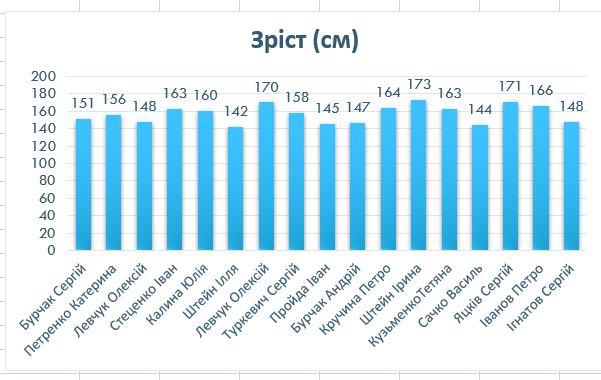 Зріст (см)
200
180
160
140
120
100
80
60
40
20
0
151 156 148 163 160 142 170 158 145 147 164 173 163 144 171 166 148
Бурчак Сергій
Петренко Катерина
Левчук Олексій
Стеценко Іван
Калина Юлія
Штейн Ілля
Левчук Олексій
Туркевич Сергій
Пройда Іван
Бурчак Андрій
Кручина Петро
Штейн Ірина
КузьменкоТетяна
Сачко Василь
Яцків Сергій
Іванов Петро
Ігнатов Сергій